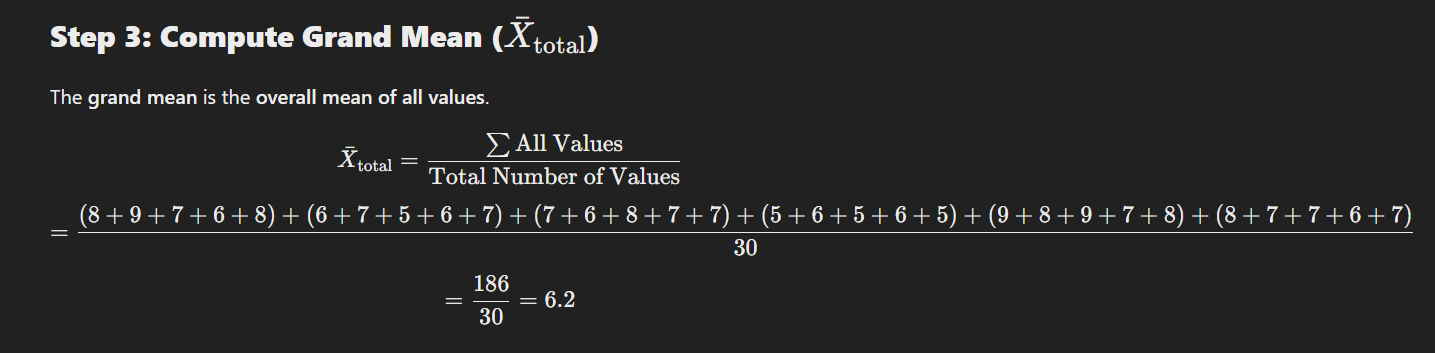 Step 3: Compute Grand Mean (X̄total)
The grand mean is the overall mean of all values.
X̄total = ∑ All Values / Total Number of Values
= (8 + 9 + 7 + 6 + 8) + (6 + 7 + 5 + 6 + 7) + (7 + 6 + 8 + 7 + 7) + (5 + 6 + 5 + 6 + 5) + (9 + 8 + 9 + 7 + 8) + (8 + 7 + 7 + 6 + 7) / 30
= 186 / 30 = 6.2